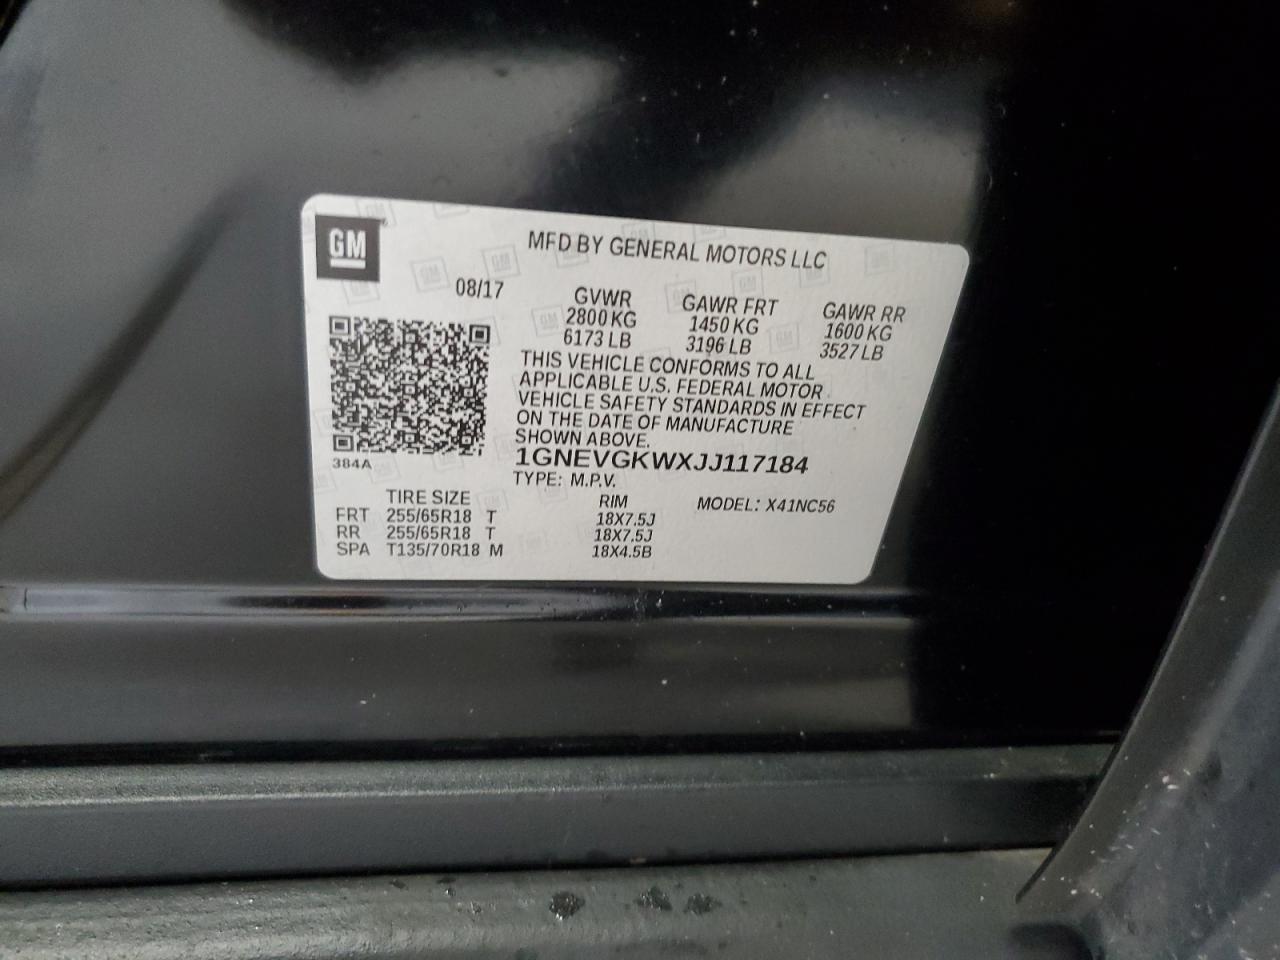 GM
MFD BY GENERAL MOTORS LLC
08/17
GVWR GAWR FRT GAWR RR
2800 KG 1450 KG 1600 KG
6173 LB 3196 LB 3527 LB
THIS VEHICLE CONFORMS TO ALL
APPLICABLE U.S. FEDERAL MOTOR
VEHICLE SAFETY STANDARDS IN EFFECT
ON THE DATE OF MANUFACTURE
SHOWN ABOVE.
384A
1GNEVGKWXJJ117184
TYPE: M.P.V.
TIRE SIZE RIM MODEL: X41NC56
FRT 255/65R18 T 18X7.5J
RR 255/65R18 T 18X7.5J
SPA T135/70R18 M 18X4.5B